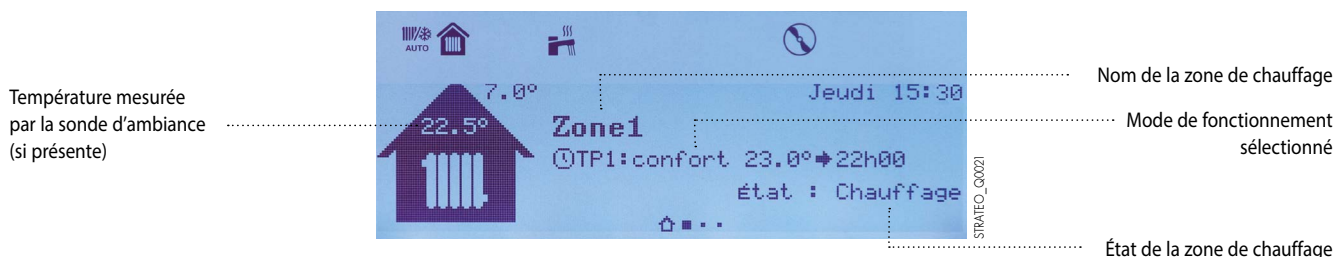 AUTO
Température mesurée
par la sonde d'ambiance
(si présente)
7.0°
22.5°
Jeudi 15:30
Zone1
TP1:confort 23.0°➔22h00
État : Chauffage
STRATEO_Q0021
Nom de la zone de chauffage
Mode de fonctionnement
sélectionné
État de la zone de chauffage